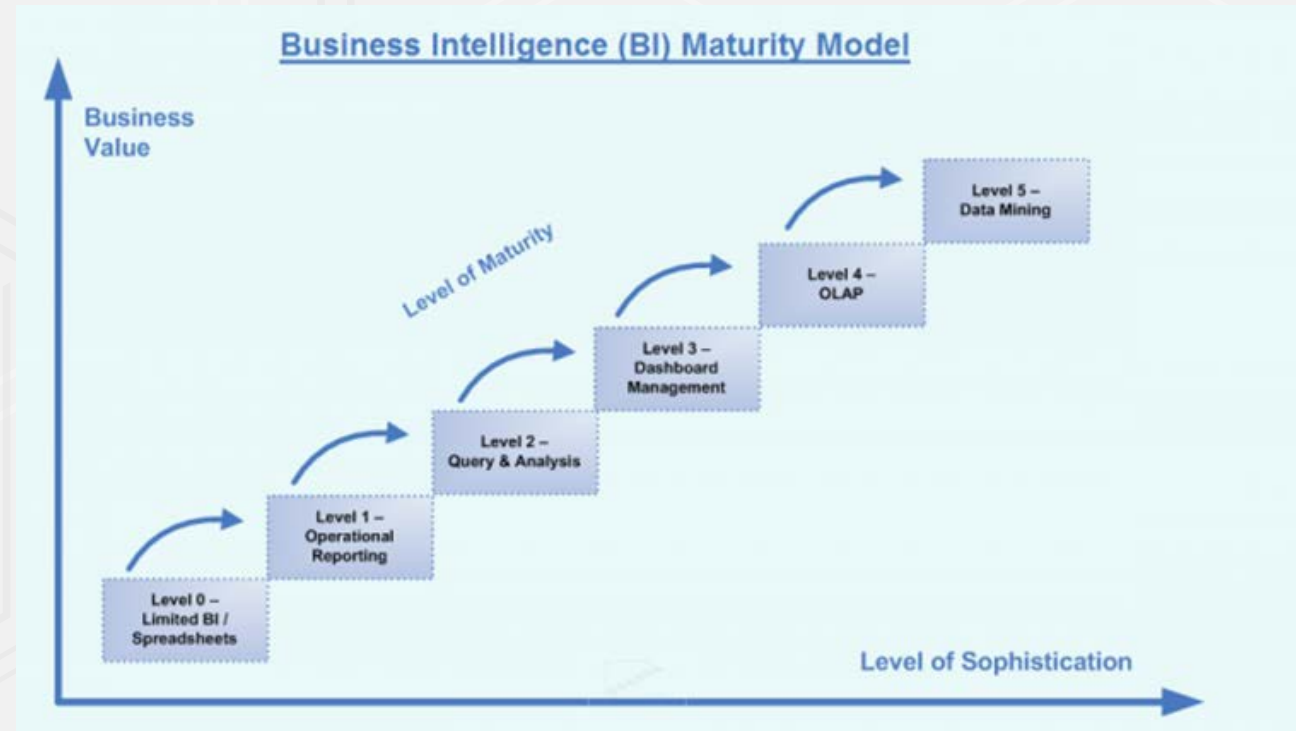 Business Intelligence (BI) Maturity Model
Business
Value
Level 5 –
Data Mining
Level of Maturity
Level 4 –
OLAP
Level 3 –
Dashboard
Management
Level 2 –
Query & Analysis
Level 1 –
Operational
Reporting
Level 0 –
Limited BI /
Spreadsheets
Level of Sophistication